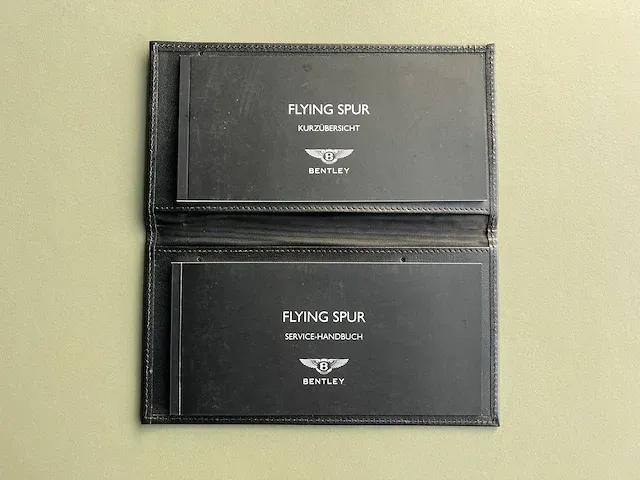 FLYING SPUR
KURZÜBERSICHT
B
BENTLEY
FLYING SPUR
SERVICE-HANDBUCH
B
BENTLEY